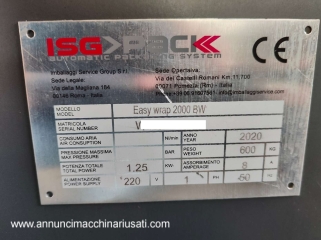 ISG>PACK
AUTOMATIC PACKAGING SYSTEM
CE
Imballaggi Service Group S.r.l.
Sede Legale:
Via della Magliana 184
00146 Roma - Italia
Sede Operativa:
Via dei Castelli Romani Km 11,700
00071 Pomezia (Rm) - Italia
MODELLO
MODEL
Easy wrap 2000 BW
MATRICOLA
SERIAL NUMBER
V
CONSUMO ARIA
AIR CONSUPTION
Nl/min
ANNO
YEAR
2020
PRESSIONE MASSIMA
MAX PRESSURE
BAR
PESO
WEIGHT
600
KG
POTENZA TOTALE
TOTAL POWER
1.25
KW
ASSORBIMENTO
AMPERAGE
8
A
ALIMENTAZIONE
POWER SUPPLY
220
V
1
PH
50
www.annuncimacchinariusati.com